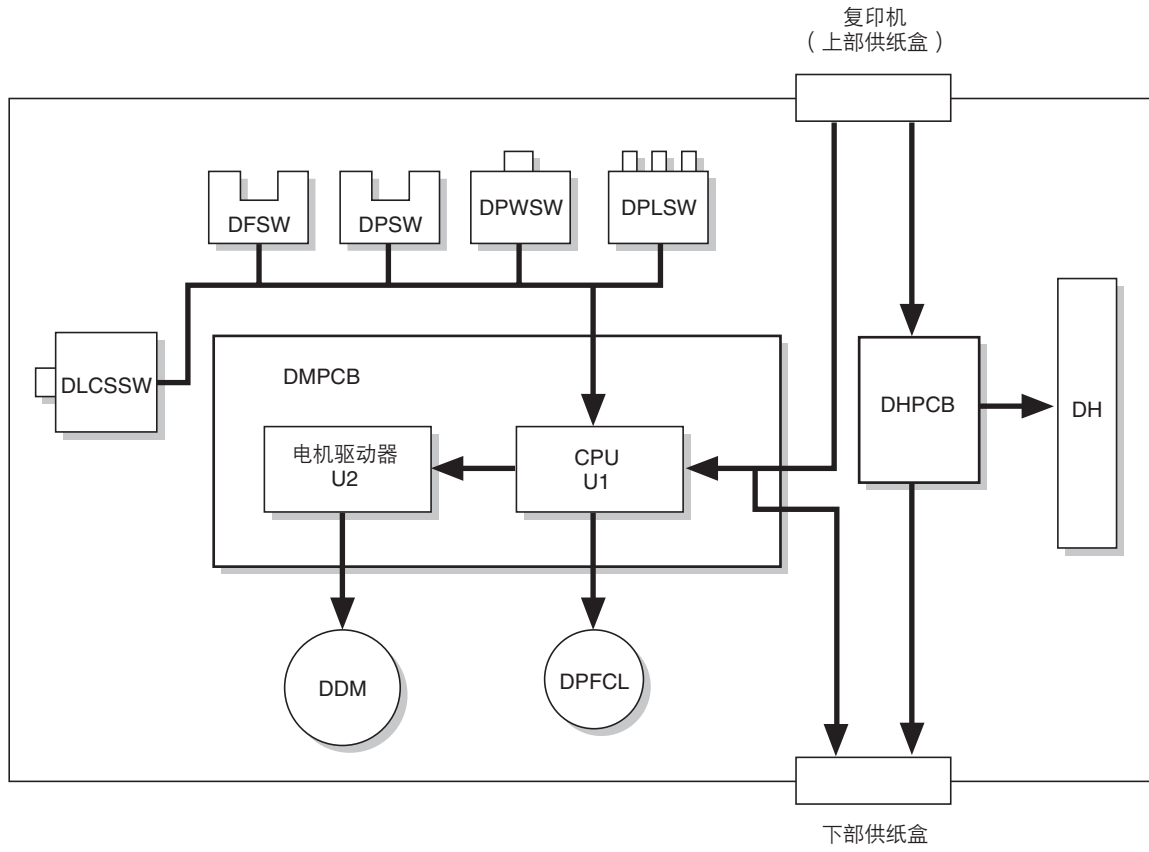 复印机
( 上部供纸盒 )
DFSW
DPSW
DPWSW
DPLSW
DLCSSW
DMPCB
电机驱动器
U2
CPU
U1
DHPCB
DH
DDM
DPFCL
下部供纸盒